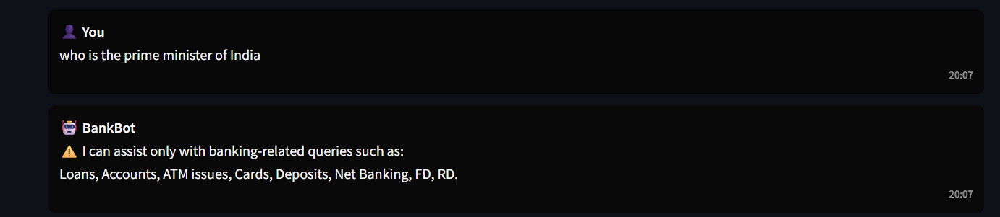 You
who is the prime minister of India
20:07
BankBot
I can assist only with banking-related queries such as:
Loans, Accounts, ATM issues, Cards, Deposits, Net Banking, FD, RD.
20:07